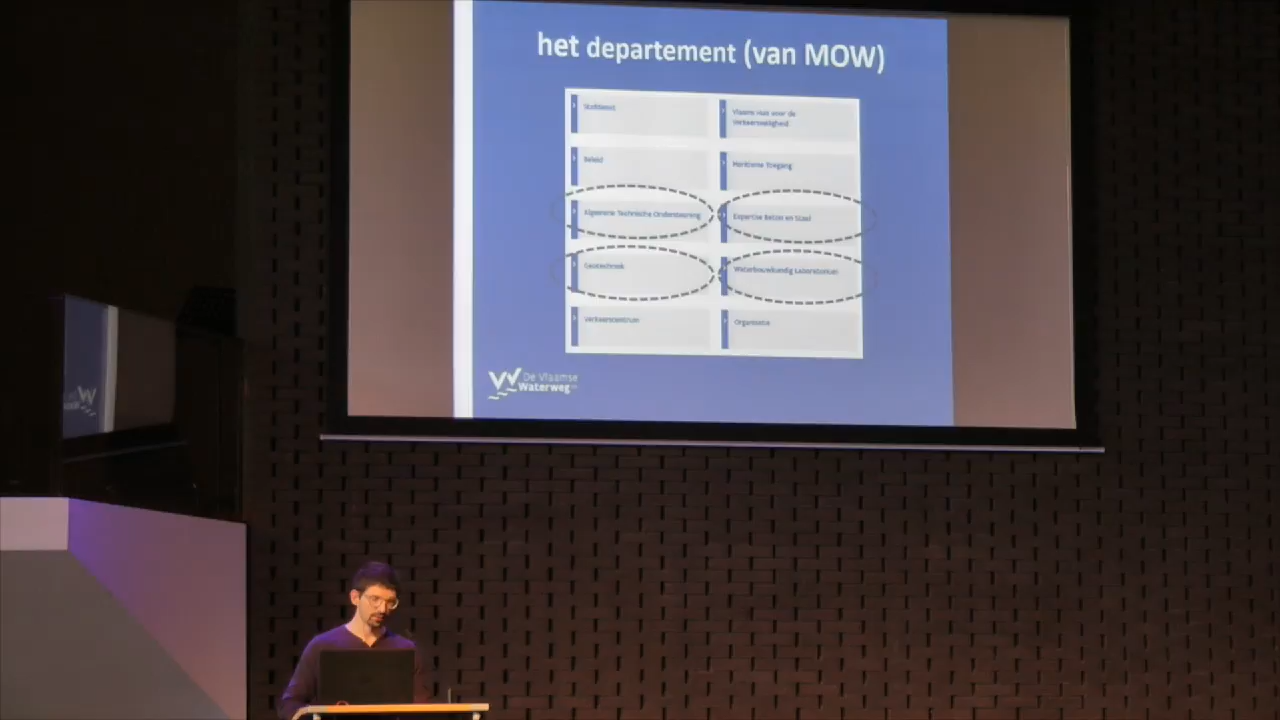 het departement (van MOW)
Vlaams Huis voor de
Verkeersveiligheid
Beleid
Maritieme Toegang
Algemene Technische Ondersteuning
Expertise Beton en Staal
Geotechniek
Waterbouwkundig Laboratorium
Verkeerscentrum
Organisatie
De Vlaamse
Waterweg